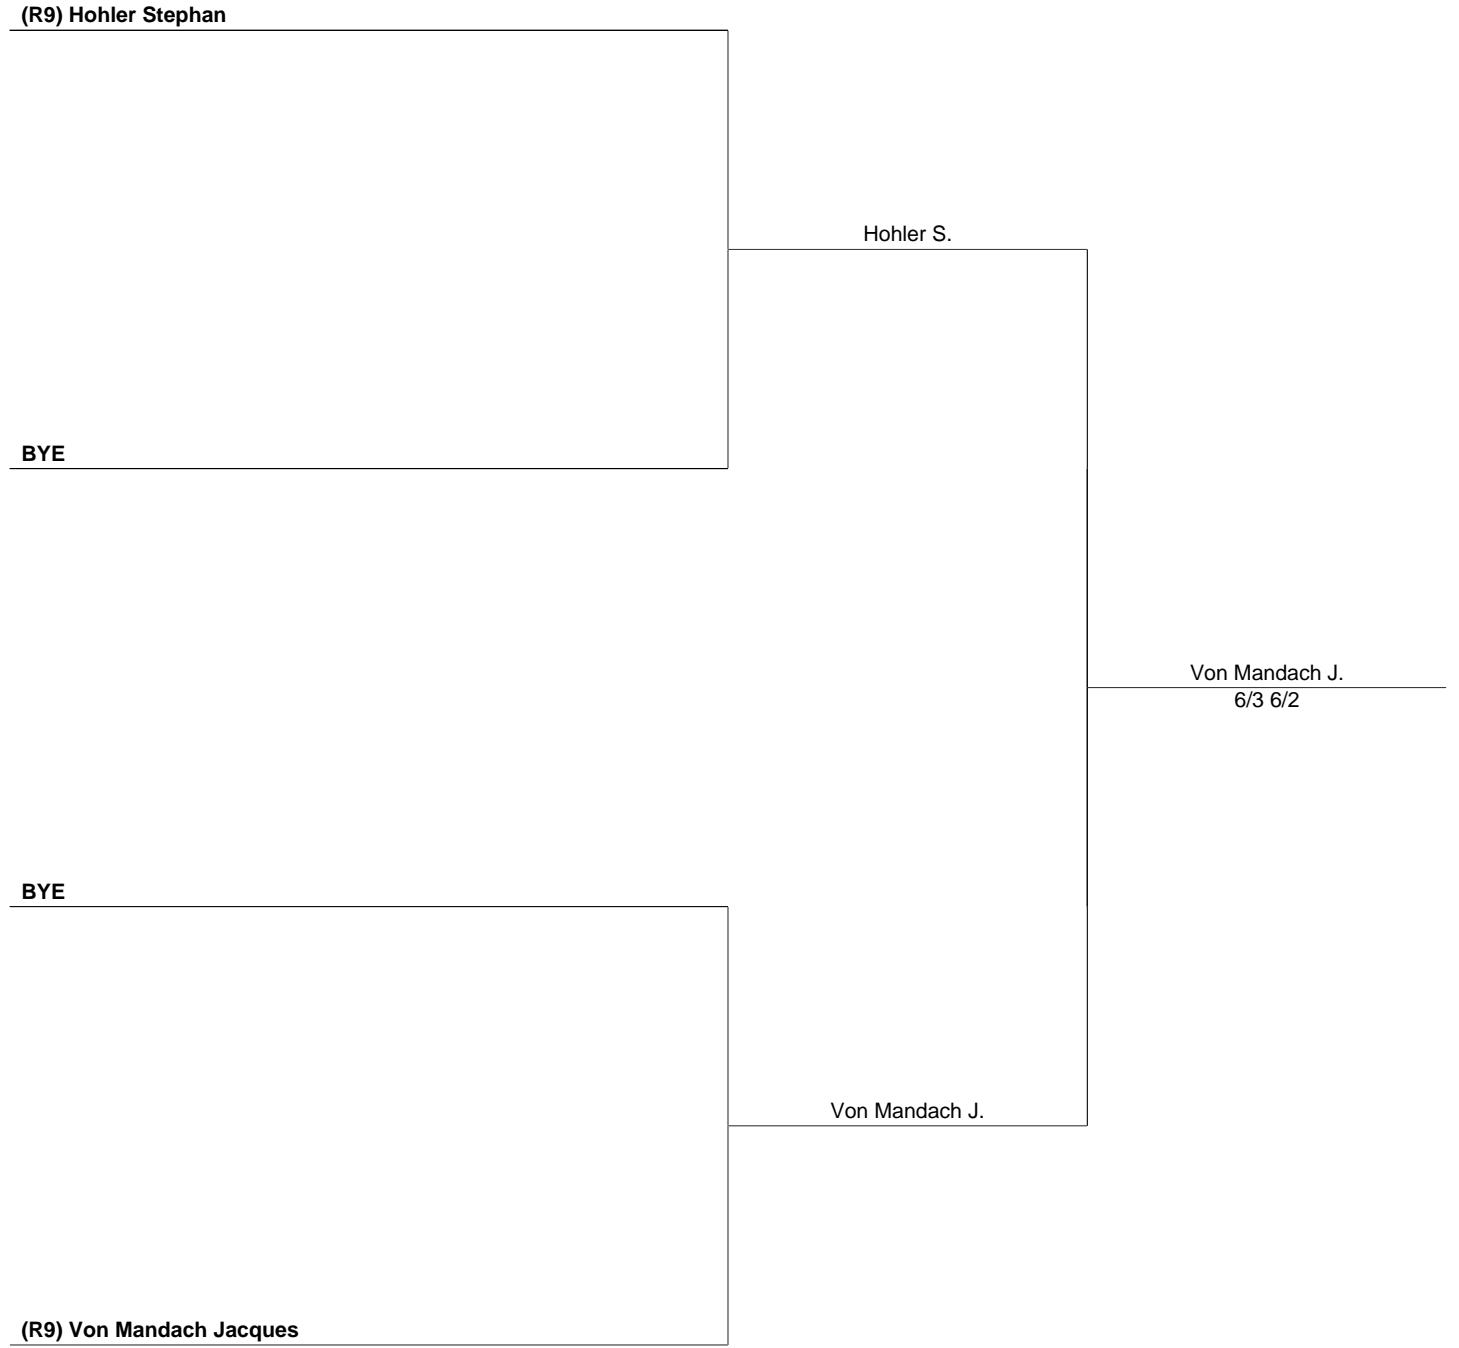 (R9) Hohler Stephan
Hohler S.
BYE
Von Mandach J.
6/3 6/2
BYE
Von Mandach J.
(R9) Von Mandach Jacques